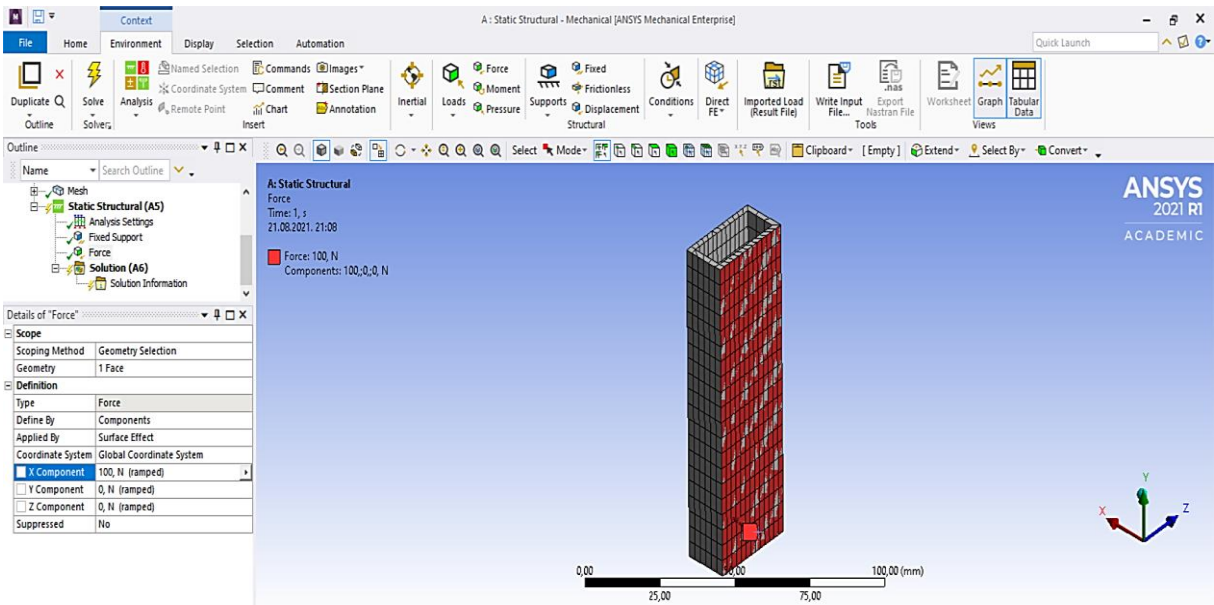 Context
A : Static Structural - Mechanical [ANSYS Mechanical Enterprise]
File Home Environment Display Selection Automation
Quick Launch
Duplicate
Outline
Solve
Solver
Analysis
Named Selection
Coordinate System
Remote Point
Commands
Comment
Chart
Images
Section Plane
Annotation
Insert
Inertial
Loads
Force
Moment
Pressure
Supports
Fixed
Frictionless
Displacement
Structural
Conditions
Direct
FE
Imported Load
(Result File)
Write Input
File...
Export
Nastran File
Tools
Worksheet
Graph
Tabular
Data
Views
Outline
Name Search Outline
Select Mode Clipboard [Empty] Extend Select By Convert
Mesh
Static Structural (A5)
Analysis Settings
Fixed Support
Force
Solution (A6)
Solution Information
Details of "Force"
Scope
Scoping Method Geometry Selection
Geometry 1 Face
Definition
Type Force
Define By Components
Applied By Surface Effect
Coordinate System Global Coordinate System
X Component 100, N (ramped)
Y Component 0, N (ramped)
Z Component 0, N (ramped)
Suppressed No
A: Static Structural
Force
Time: 1, s
21.08.2021. 21:08
Force: 100, N
Components: 100,;0,;0, N
ANSYS
2021 R1
ACADEMIC
Y
X Z
0,00 100,00 (mm)
25,00 75,00